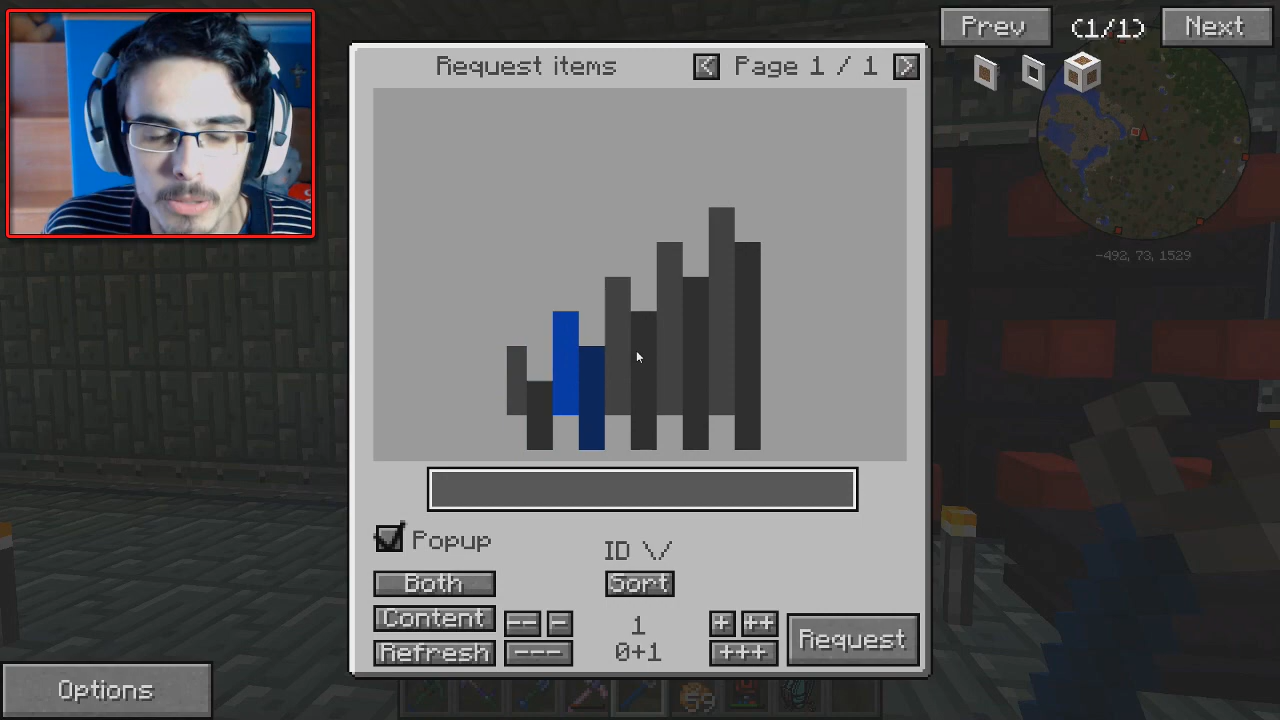 Prev (1/1) Next
Request items < Page 1 / 1 >
-492, 73, 1529
Popup
ID \/
Both Sort
Content -- - 1 + ++
Request
Refresh --- 0+1 +++
Options
59